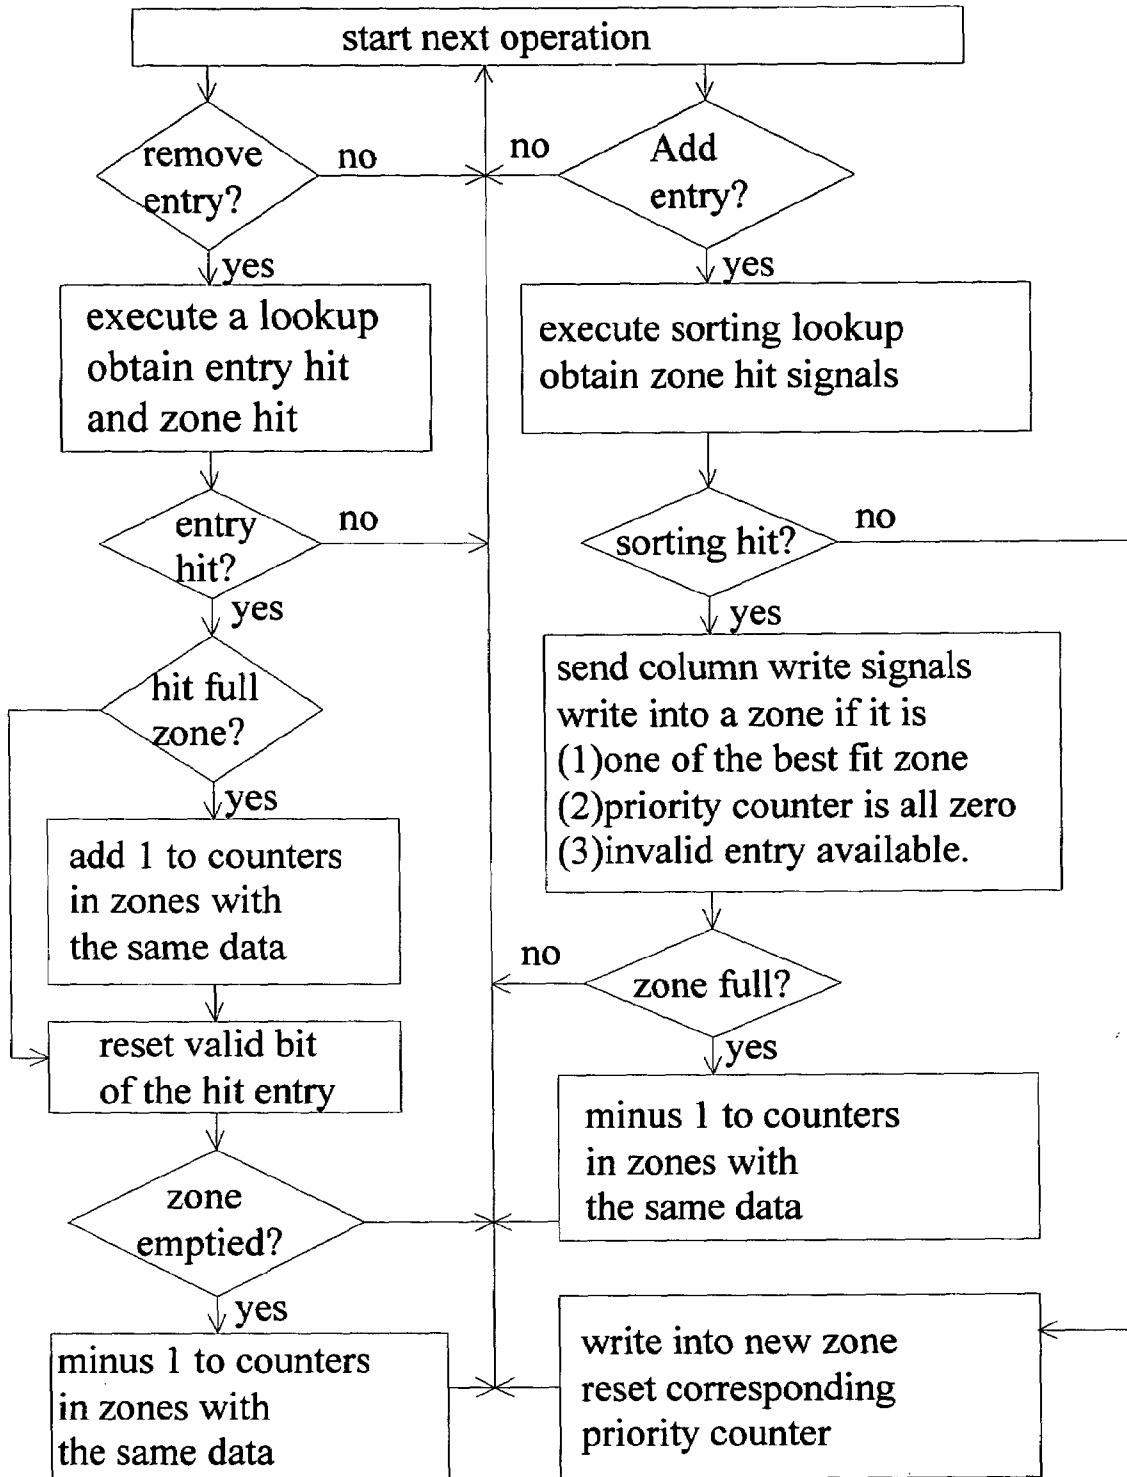 start next operation
remove
entry?
no
yes
execute a lookup
obtain entry hit
and zone hit
entry
hit?
no
yes
hit full
zone?
yes
add 1 to counters
in zones with
the same data
reset valid bit
of the hit entry
zone
emptied?
yes
minus 1 to counters
in zones with
the same data
no
Add
entry?
yes
execute sorting lookup
obtain zone hit signals
sorting hit?
no
yes
send column write signals
write into a zone if it is
(1)one of the best fit zone
(2)priority counter is all zero
(3)invalid entry available.
no
zone full?
yes
minus 1 to counters
in zones with
the same data
write into new zone
reset corresponding
priority counter